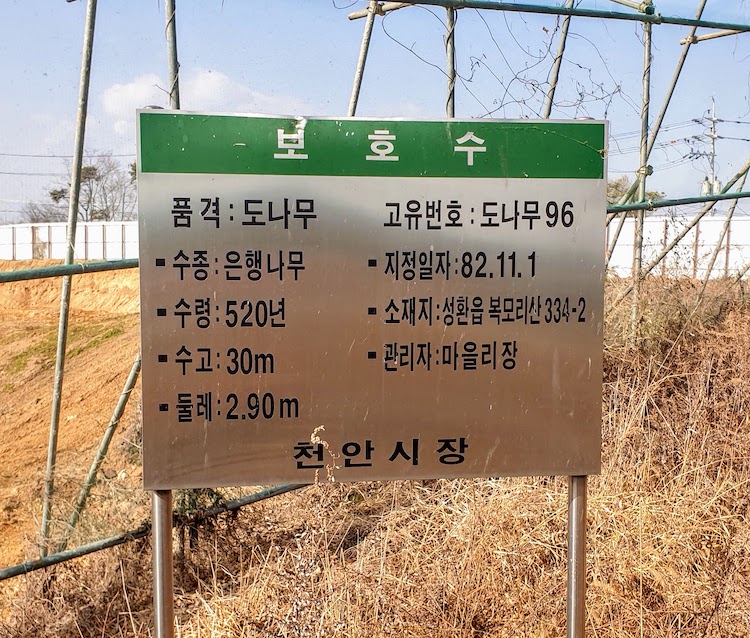 보호수
품격 : 도나무 고유번호 : 도나무 96
▪ 수종 : 은행나무 ▪ 지정일자 : 82.11.1
▪ 수령 : 520년 ▪ 소재지 : 성환읍 복모리산 334-2
▪ 수고 : 30m ▪ 관리자 : 마을리장
▪ 둘레 : 2.90m
천안시장